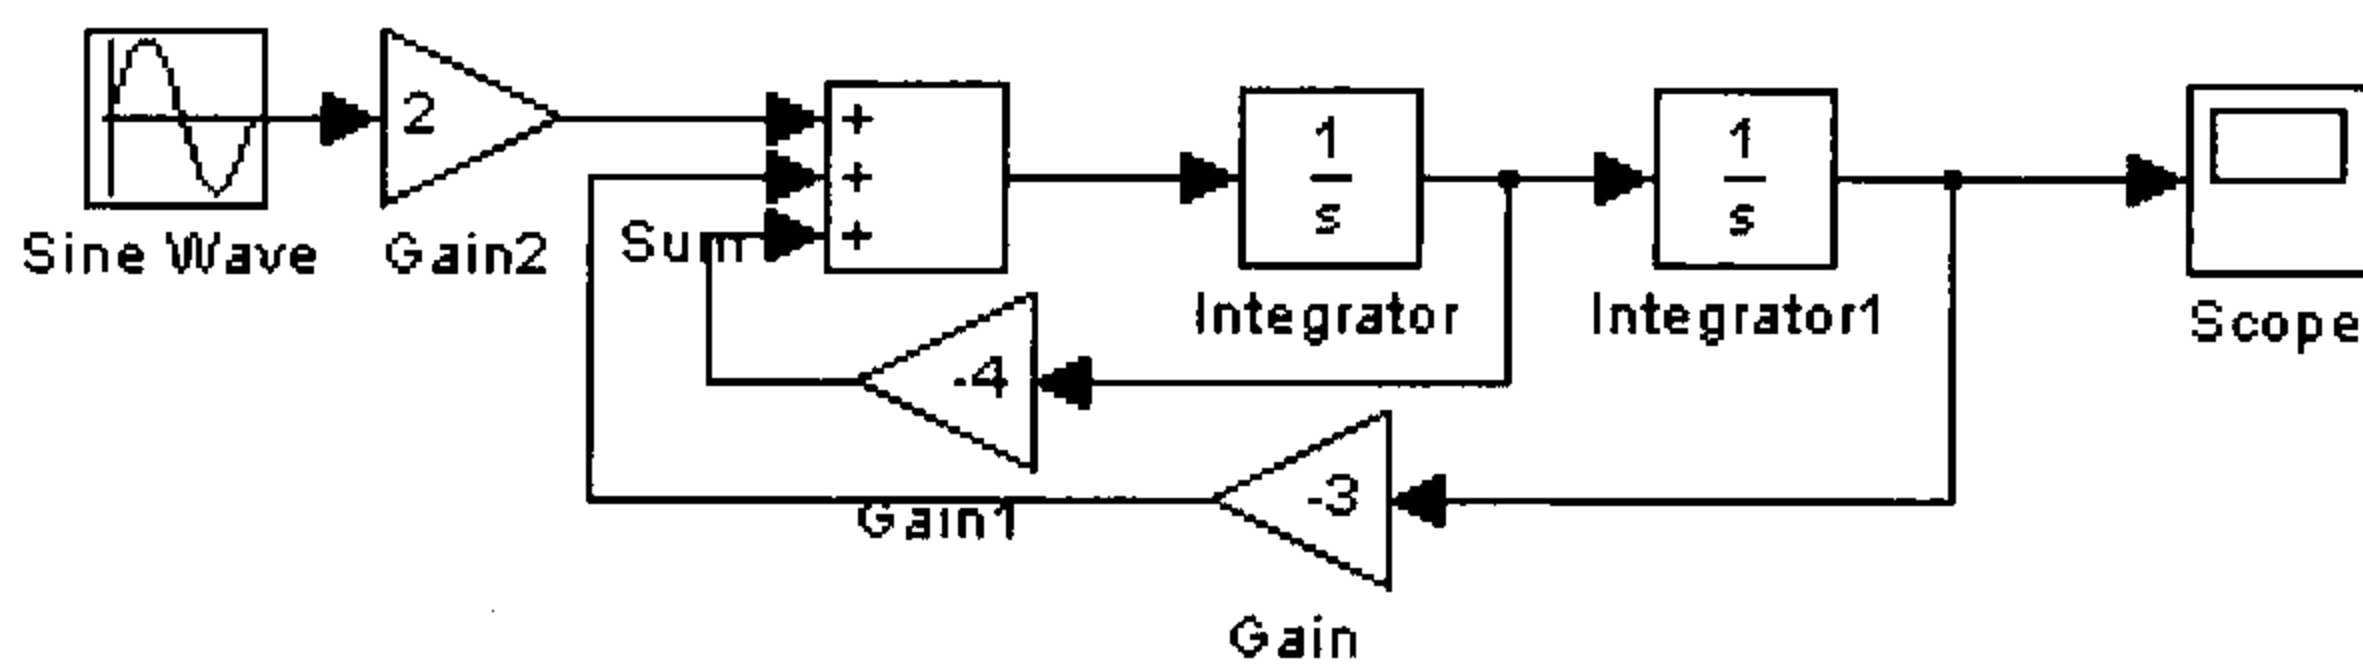 2
+
+
+
1
s
1
s
Sine Wave
Gain2
Sum
Integrator
Integrator1
Scope
-4
-3
Gain1
Gain